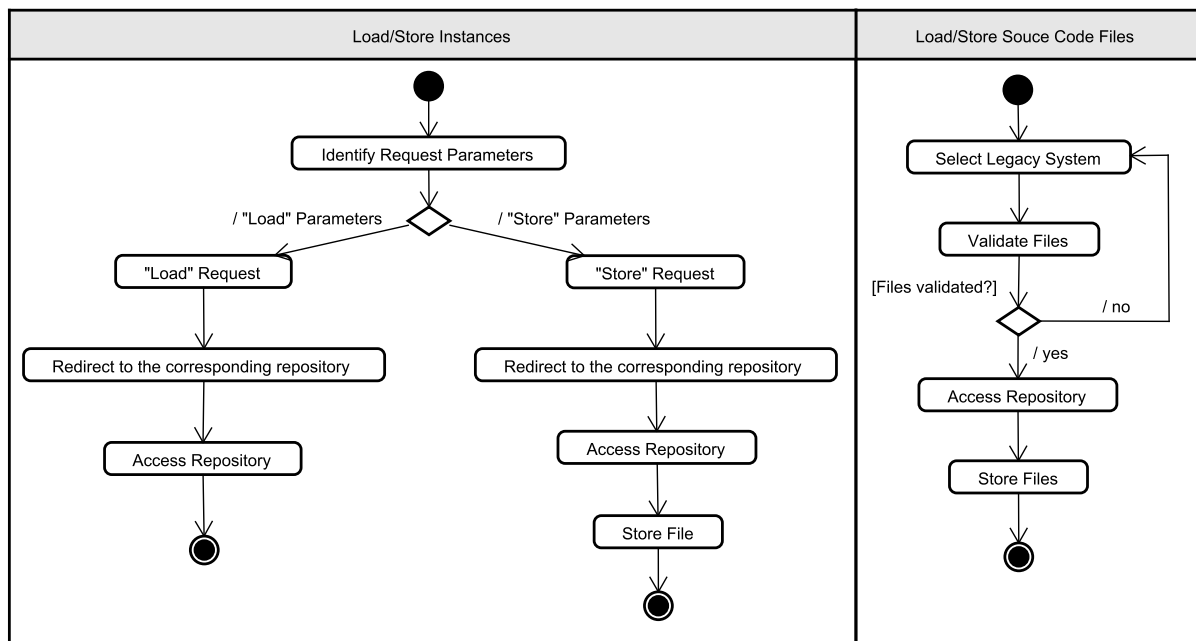 Load/Store Instances
Identify Request Parameters
/ "Load" Parameters
/ "Store" Parameters
"Load" Request
"Store" Request
Redirect to the corresponding repository
Redirect to the corresponding repository
Access Repository
Access Repository
Store File
Load/Store Souce Code Files
Select Legacy System
Validate Files
[Files validated?]
/ no
/ yes
Access Repository
Store Files